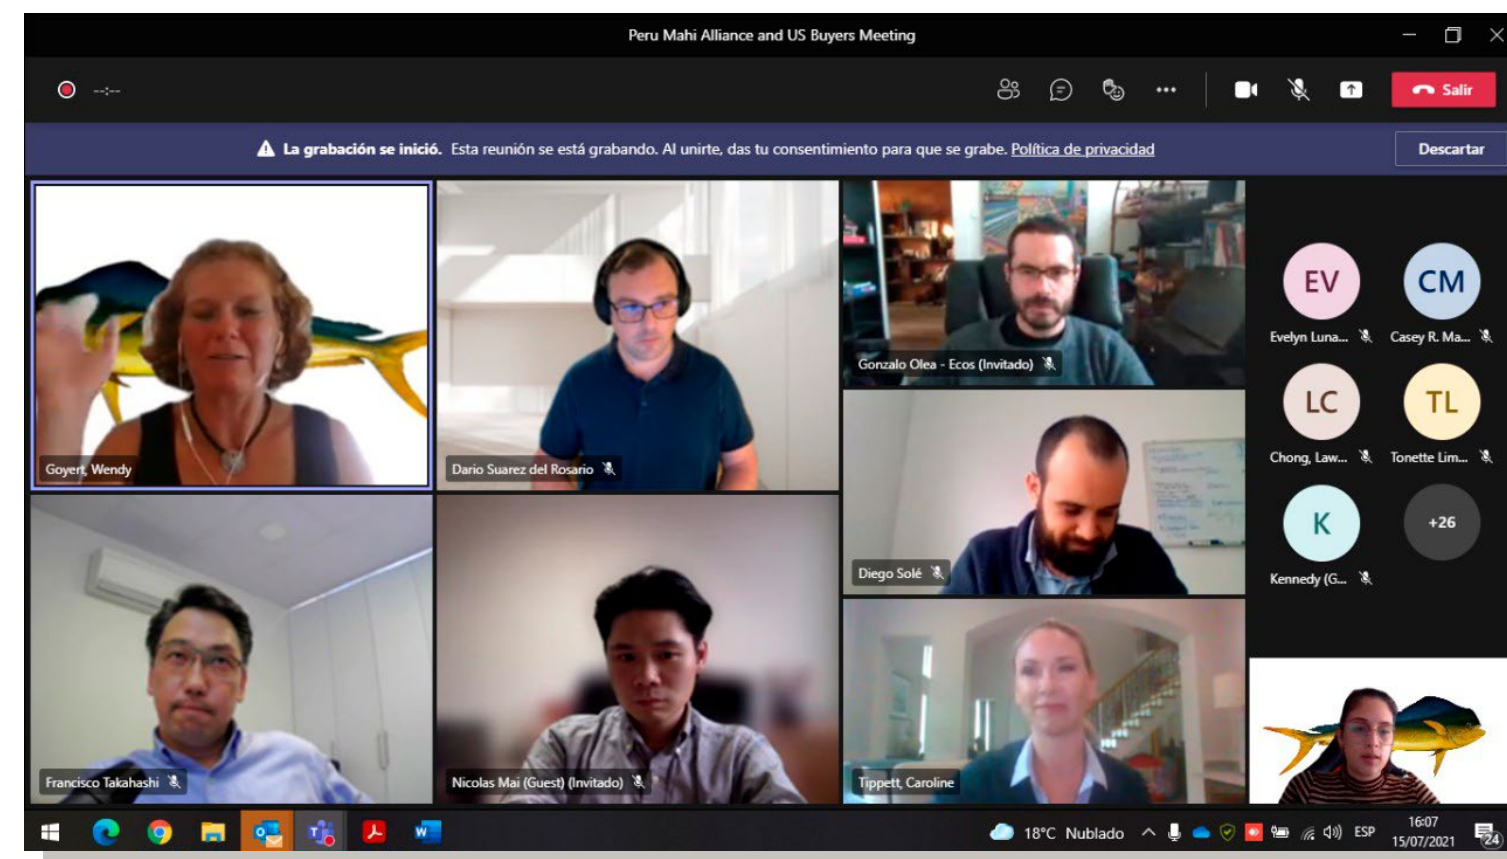 Peru Mahi Alliance and US Buyers Meeting
--:--
Salir
La grabación se inició. Esta reunión se está grabando. Al unirte, das tu consentimiento para que se grabe. Política de privacidad
Descartar
Goyert, Wendy
Dario Suarez del Rosario
Gonzalo Olea - Ecos (Invitado)
EV
CM
Evelyn Luna...
Casey R. Ma...
LC
TL
Chong, Law...
Tonette Lim...
Diego Solé
K
+26
Kennedy (G...
Francisco Takahashi
Nicolas Mai (Guest) (Invitado)
Tippett, Caroline
18°C Nublado
ESP
16:07
15/07/2021
24